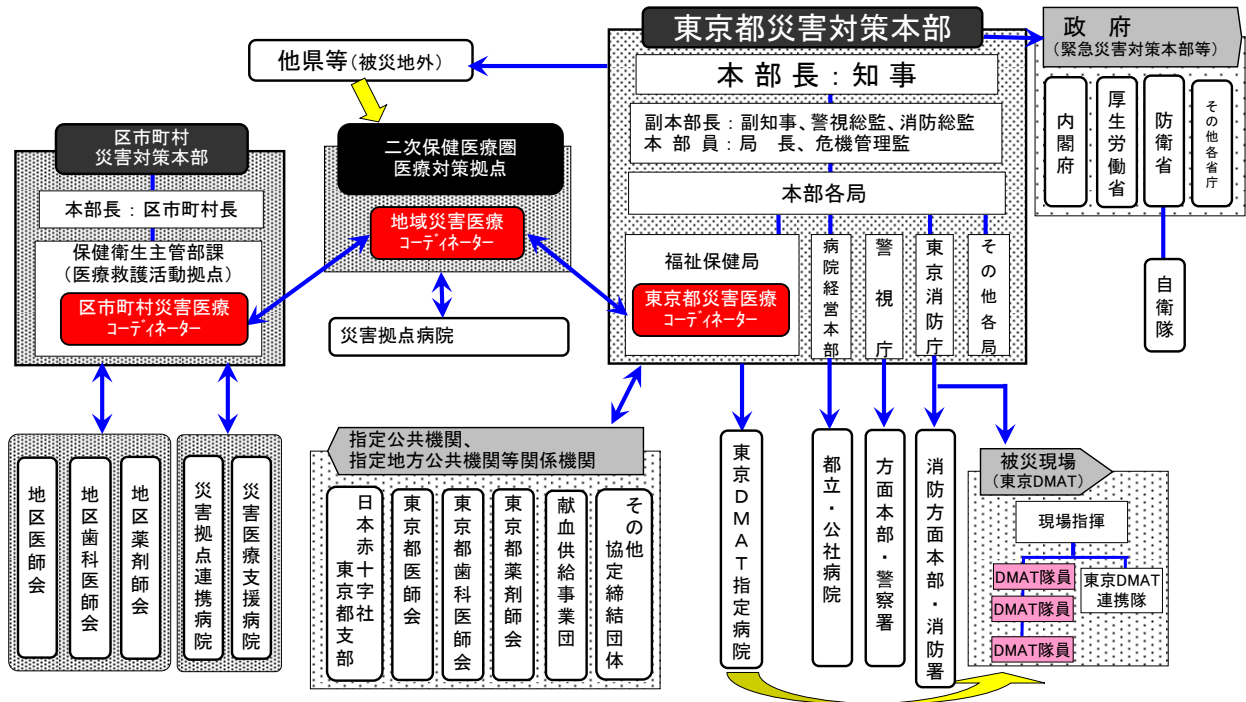 東京都災害対策本部
本部長：知事
副本部長：副知事、警視総監、消防総監
本部員：局　長、危機管理監
本部各局
福祉保健局
東京都災害医療
コーディネーター
病院経営本部
警視庁
東京消防庁
その他各局
政　府
（緊急災害対策本部等）
内閣府
厚生労働省
防衛省
その他各省庁
自衛隊
他県等（被災地外）
二次保健医療圏
医療対策拠点
地域災害医療
コーディネーター
災害拠点病院
区市町村
災害対策本部
本部長：区市町村長
保健衛生主管部課
（医療救護活動拠点）
区市町村災害医療
コーディネーター
地区医師会
地区歯科医師会
地区薬剤師会
災害拠点連携病院
災害医療支援病院
指定公共機関、
指定地方公共機関等関係機関
日本赤十字社
東京都支部
東京都医師会
東京都歯科医師会
東京都薬剤師会
献血供給事業団
その他
協定締結団体
東京DMAT指定病院
都立・公社病院
方面本部・警察署
消防方面本部・消防署
被災現場
（東京DMAT）
現場指揮
DMAT隊員
DMAT隊員
DMAT隊員
東京DMAT
連携隊